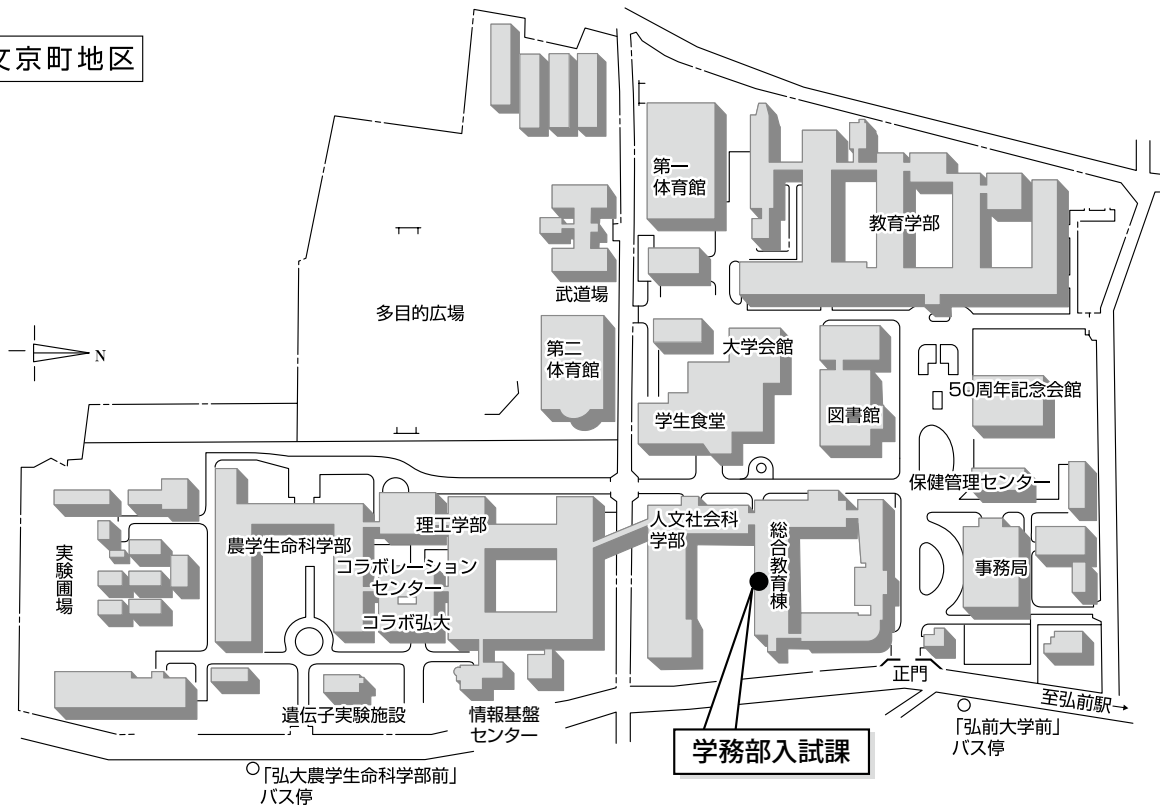 文京町地区
第一
体育館
教育学部
武道場
多目的広場
大学会館
第二
体育館
N
50周年記念会館
学生食堂
図書館
保健管理センター
人文社会科
学部
理工学部
総合教育棟
農学生命科学部
実験圃場
コラボレーション
センター
事務局
コラボ弘大
正門
至弘前駅→
遺伝子実験施設
情報基盤
センター
「弘前大学前」
バス停
学務部入試課
「弘大農学生命科学部前」
バス停